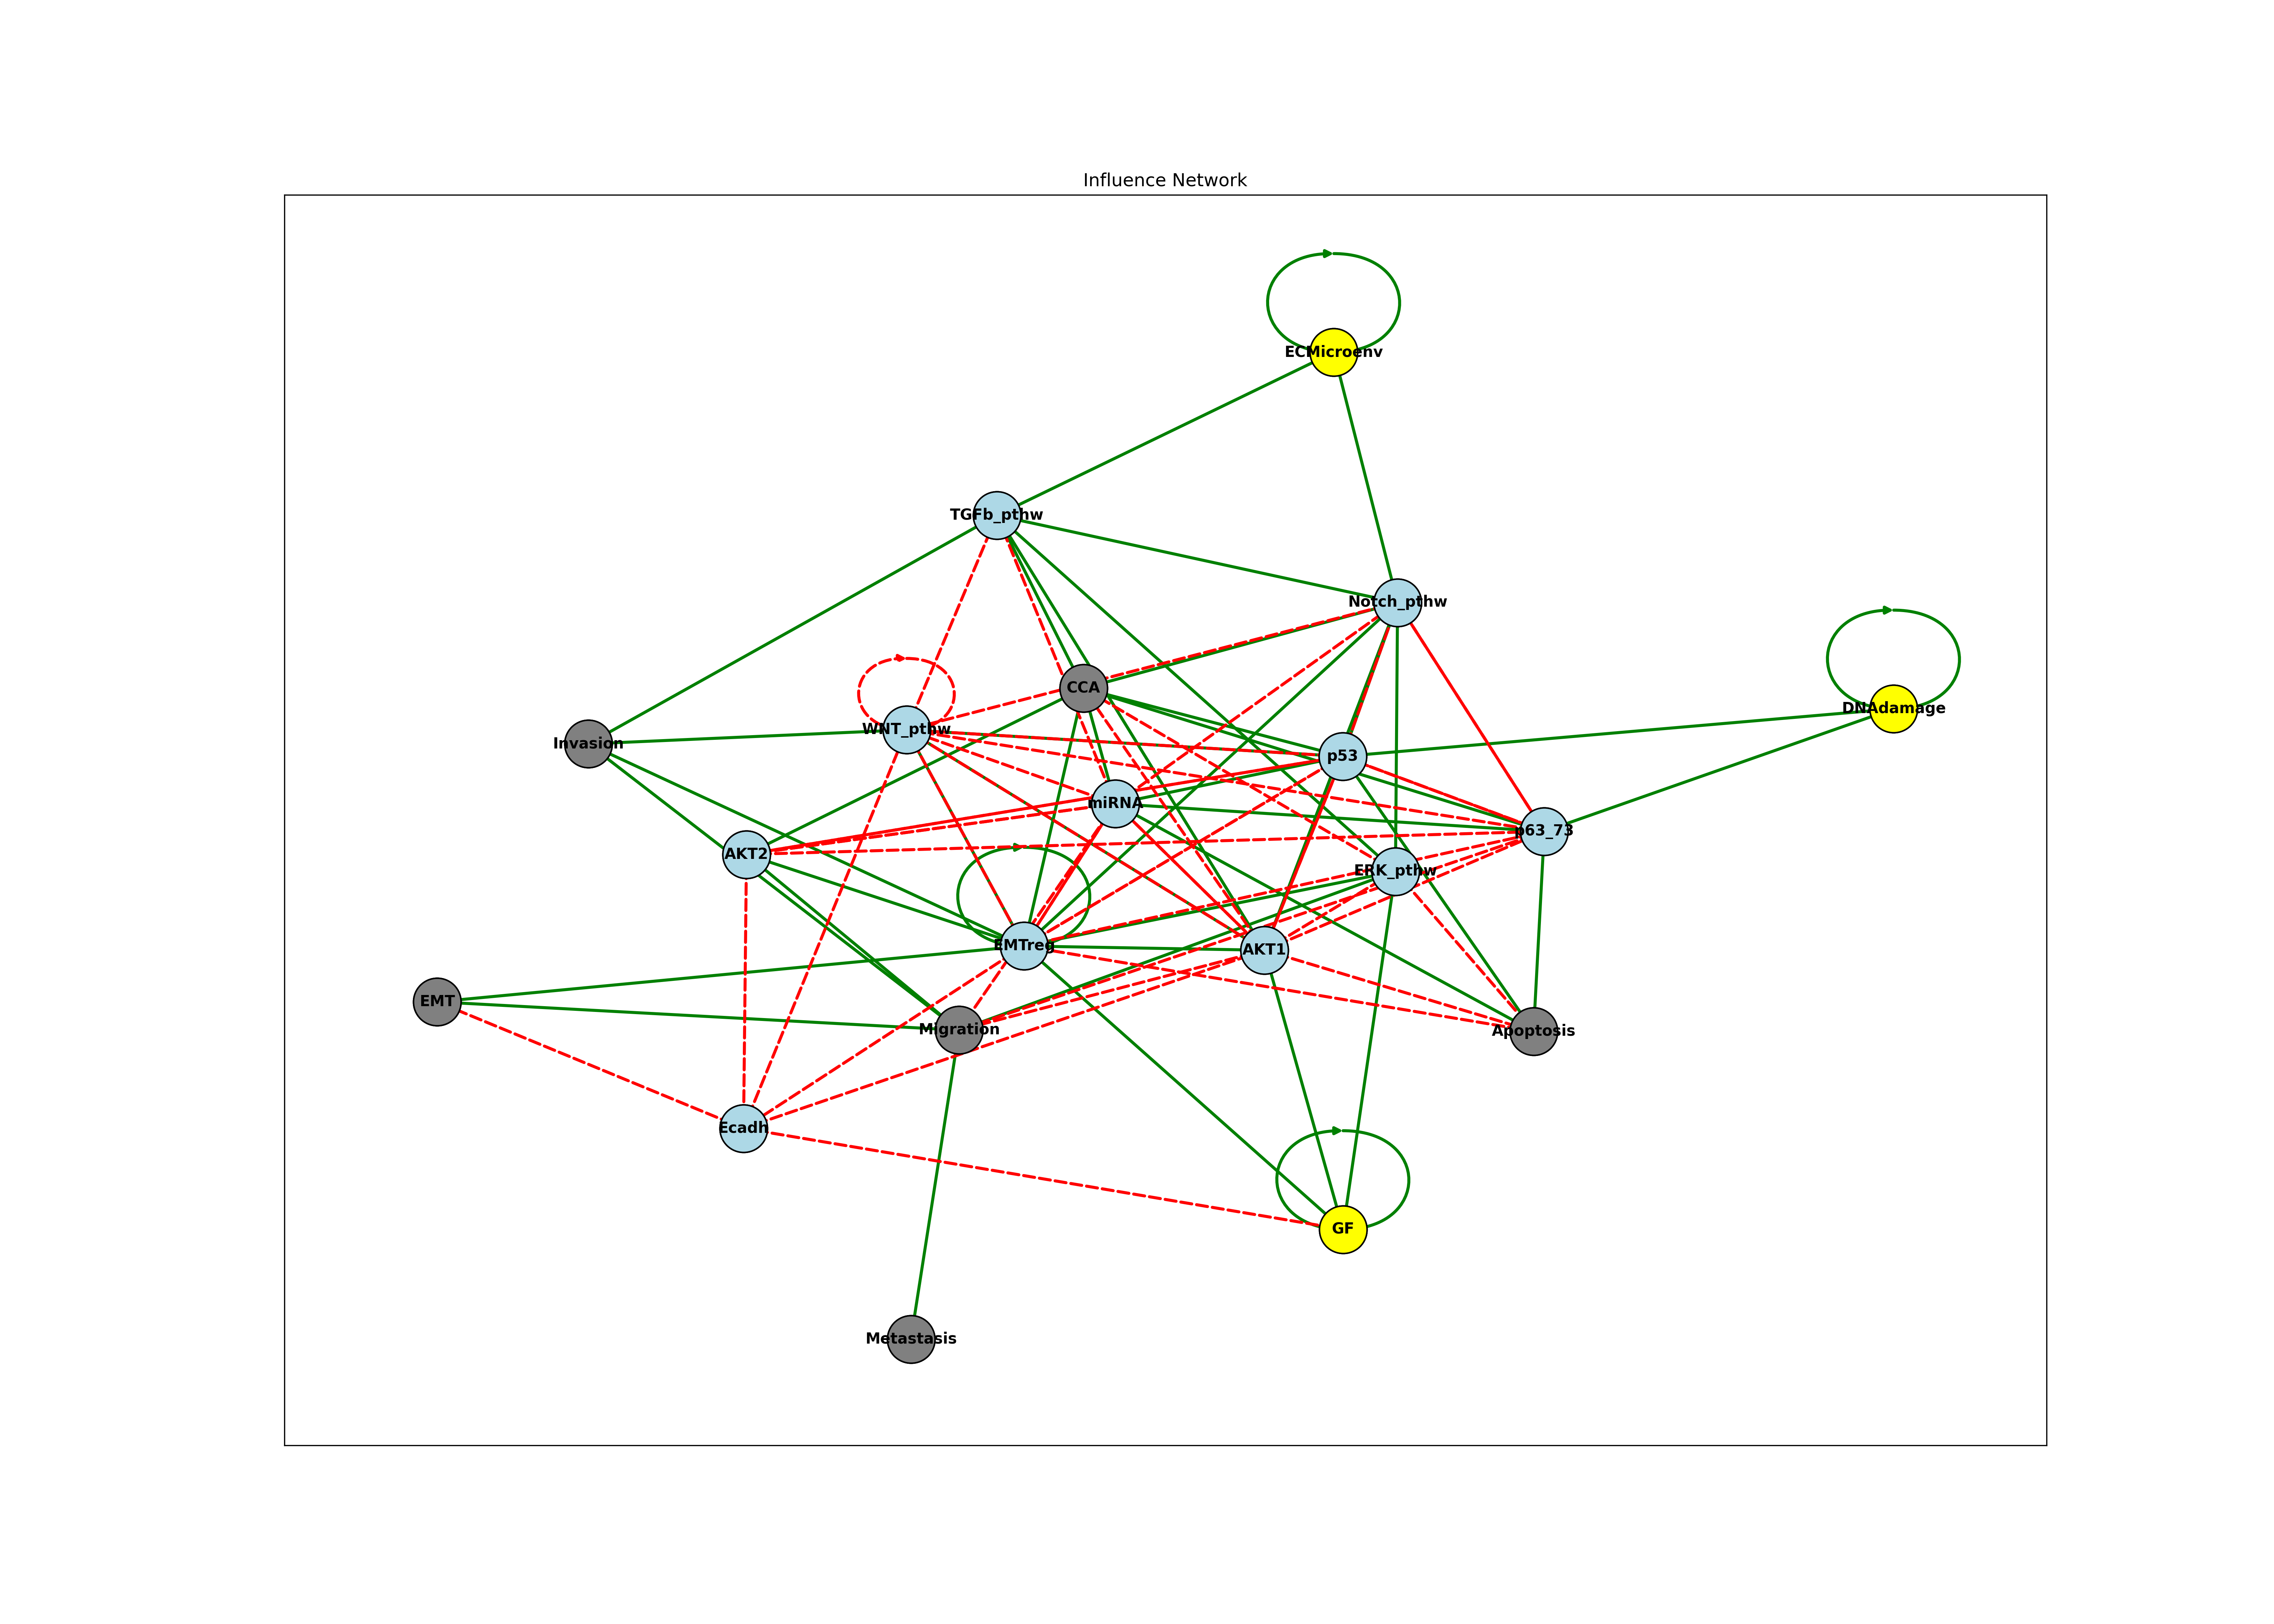 Influence Network
ECMicroenv
TGFb_pthw
Notch_pthw
CCA
DNAdamage
WNT_pthw
Invasion
p53
miRNA
p63_73
AKT2
ERK_pthw
EMTreg
AKT1
EMT
Migration
Apoptosis
Ecadh
GF
Metastasis